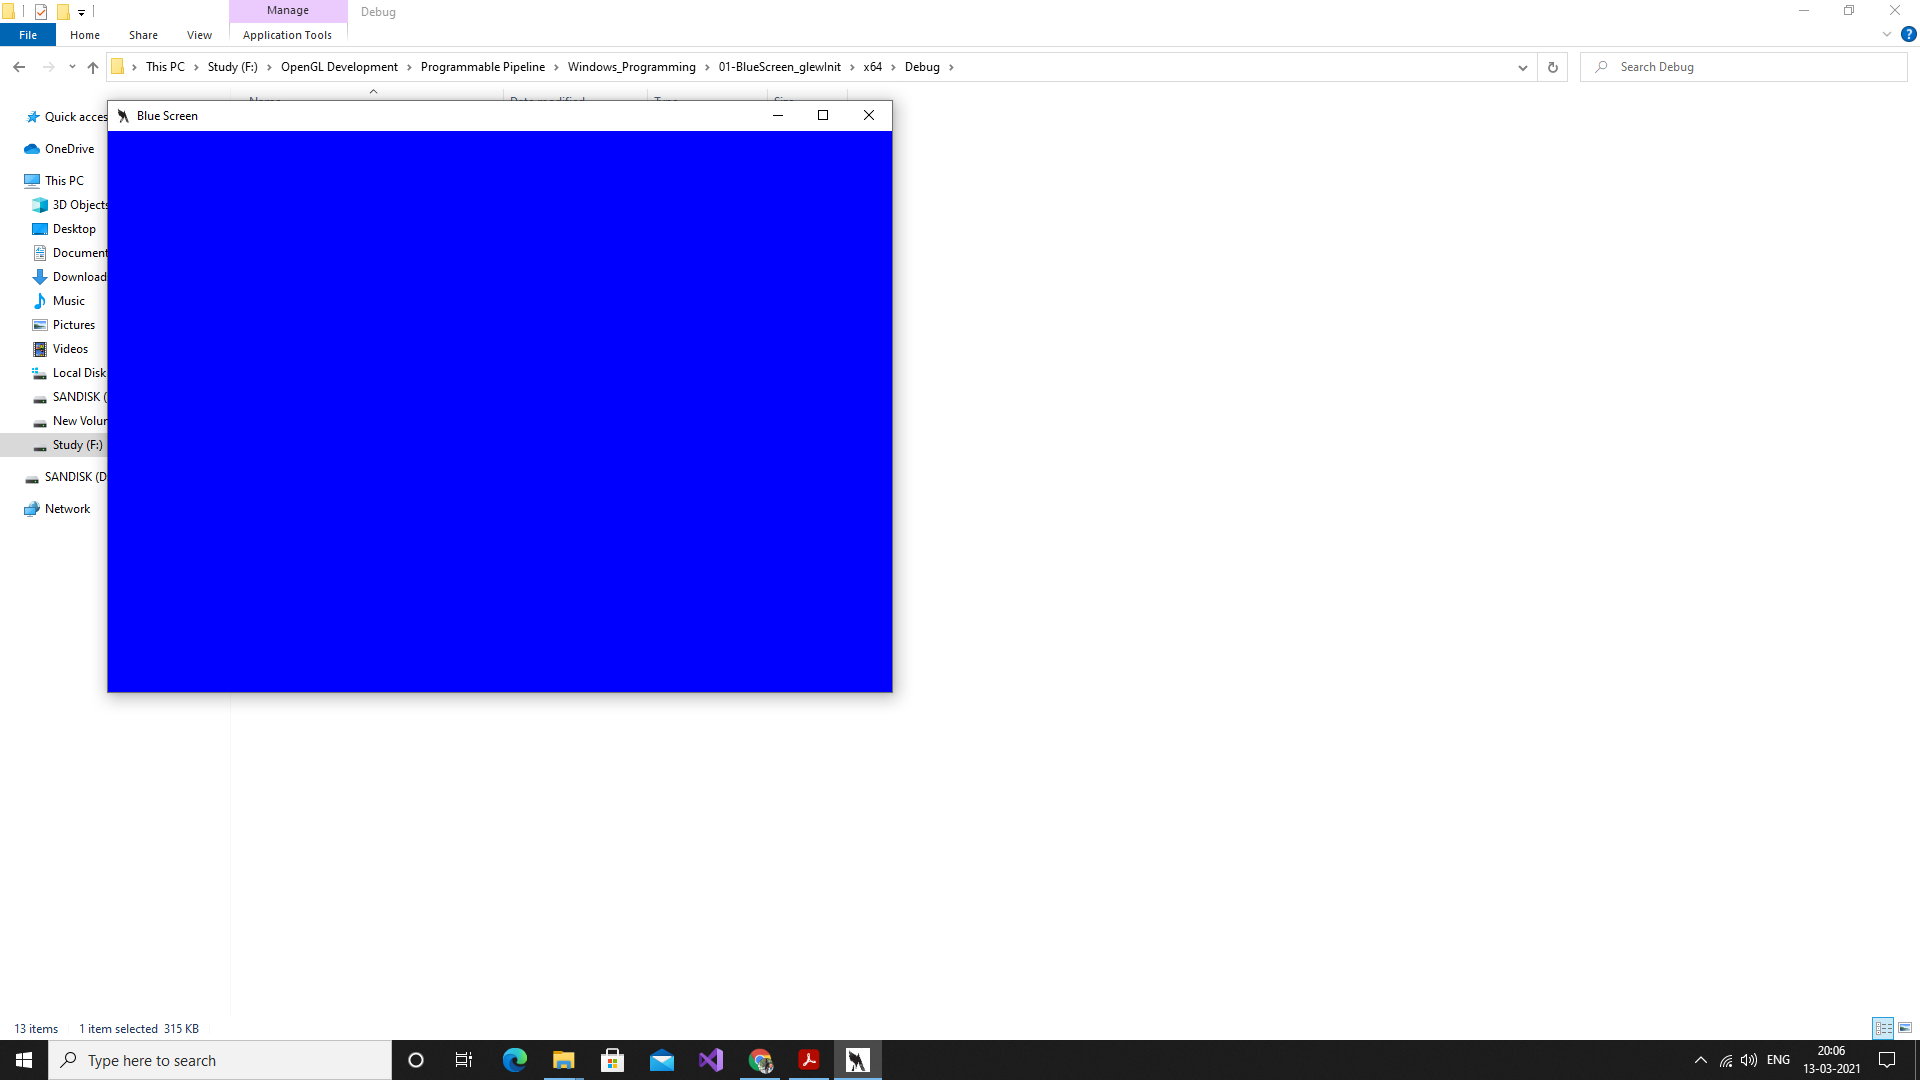 Manage
Debug
File
Home
Share
View
Application Tools
This PC
Study (F:)
OpenGL Development
Programmable Pipeline
Windows_Programming
01-BlueScreen_glewInit
x64
Debug
Search Debug
Blue Screen
Quick acces
OneDrive
This PC
3D Objects
Desktop
Document
Download
Music
Pictures
Videos
Local Disk
SANDISK (
New Volu
Study (F:)
SANDISK (D
Network
13 items
1 item selected 315 KB
Type here to search
ENG
20:06
13-03-2021